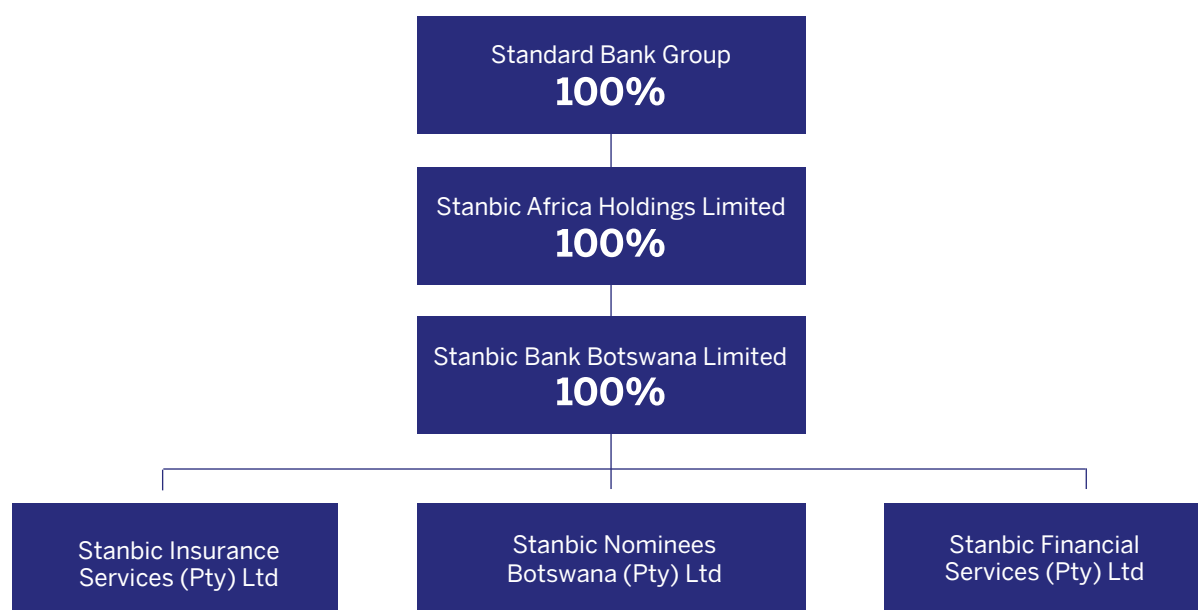 Standard Bank Group
100%
Stanbic Africa Holdings Limited
100%
Stanbic Bank Botswana Limited
100%
Stanbic Insurance
Services (Pty) Ltd
Stanbic Nominees
Botswana (Pty) Ltd
Stanbic Financial
Services (Pty) Ltd